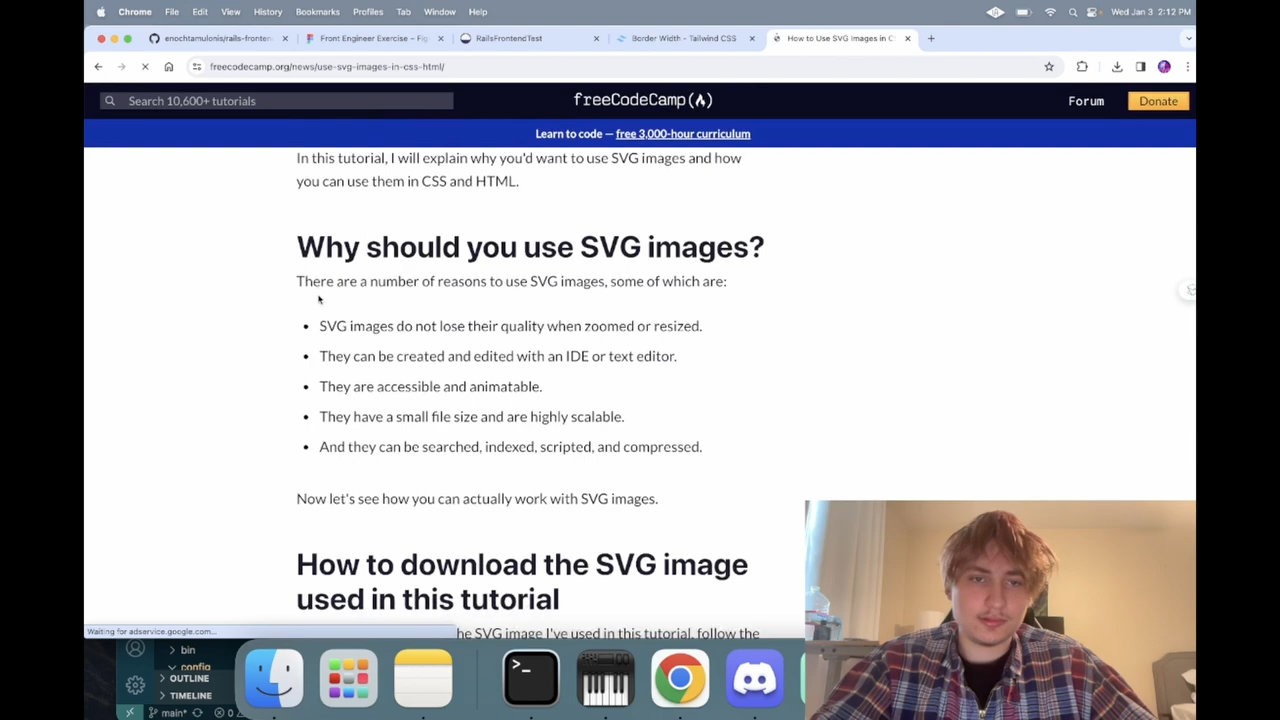 Chrome File Edit View History Bookmarks Profiles Tab Window Help Wed Jan 3 2:12 PM
enochtamulonis/rails-fronten Front Engineer Exercise – Fig RailsFrontendTest Border Width - Tailwind CSS How to Use SVG Images in C
freecodecamp.org/news/use-svg-images-in-css-html/
Search 10,600+ tutorials freeCodeCamp(🔥) Forum Donate
Learn to code — free 3,000-hour curriculum
In this tutorial, I will explain why you'd want to use SVG images and how
you can use them in CSS and HTML.
Why should you use SVG images?
There are a number of reasons to use SVG images, some of which are:
• SVG images do not lose their quality when zoomed or resized.
• They can be created and edited with an IDE or text editor.
• They are accessible and animatable.
• They have a small file size and are highly scalable.
• And they can be searched, indexed, scripted, and compressed.
Now let's see how you can actually work with SVG images.
How to download the SVG image
used in this tutorial
he SVG image I've used in this tutorial, follow the
Waiting for adservice.google.com...
bin
config
OUTLINE
TIMELINE
main* 0